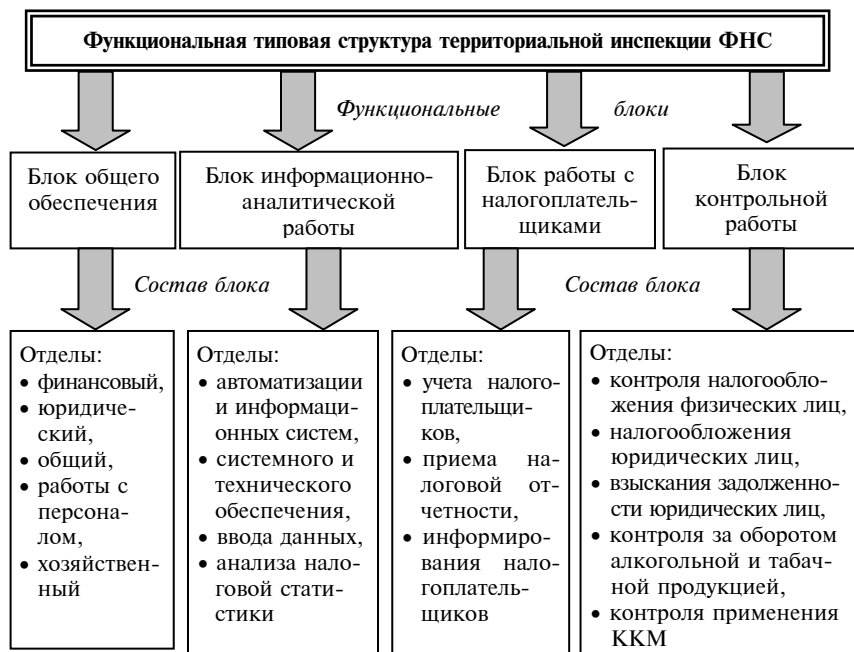 Функциональная типовая структура территориальной инспекции ФНС
Функциональные блоки
Блок общего
обеспечения
Блок информационно-
аналитической
работы
Блок работы с
налогоплатель-
щиками
Блок
контрольной
работы
Состав блока
Состав блока
Отделы:
• финансовый,
• юридиче-
ский,
• общий,
• работы с
персона-
лом,
• хозяйствен-
ный
Отделы:
• автоматизации
и информаци-
онных систем,
• системного и
технического
обеспечения,
• ввода данных,
• анализа нало-
говой стати-
стики
Отделы:
• учета налого-
плательщи-
ков,
• приема на-
логовой от-
четности,
• информиро-
вания нало-
гоплатель-
щиков
Отделы:
• контроля налогообло-
жения физических лиц,
• налогообложения
юридических лиц,
• взыскания задолженно-
сти юридических лиц,
• контроля за оборотом
алкогольной и табач-
ной продукцией,
• контроля применения
ККМ